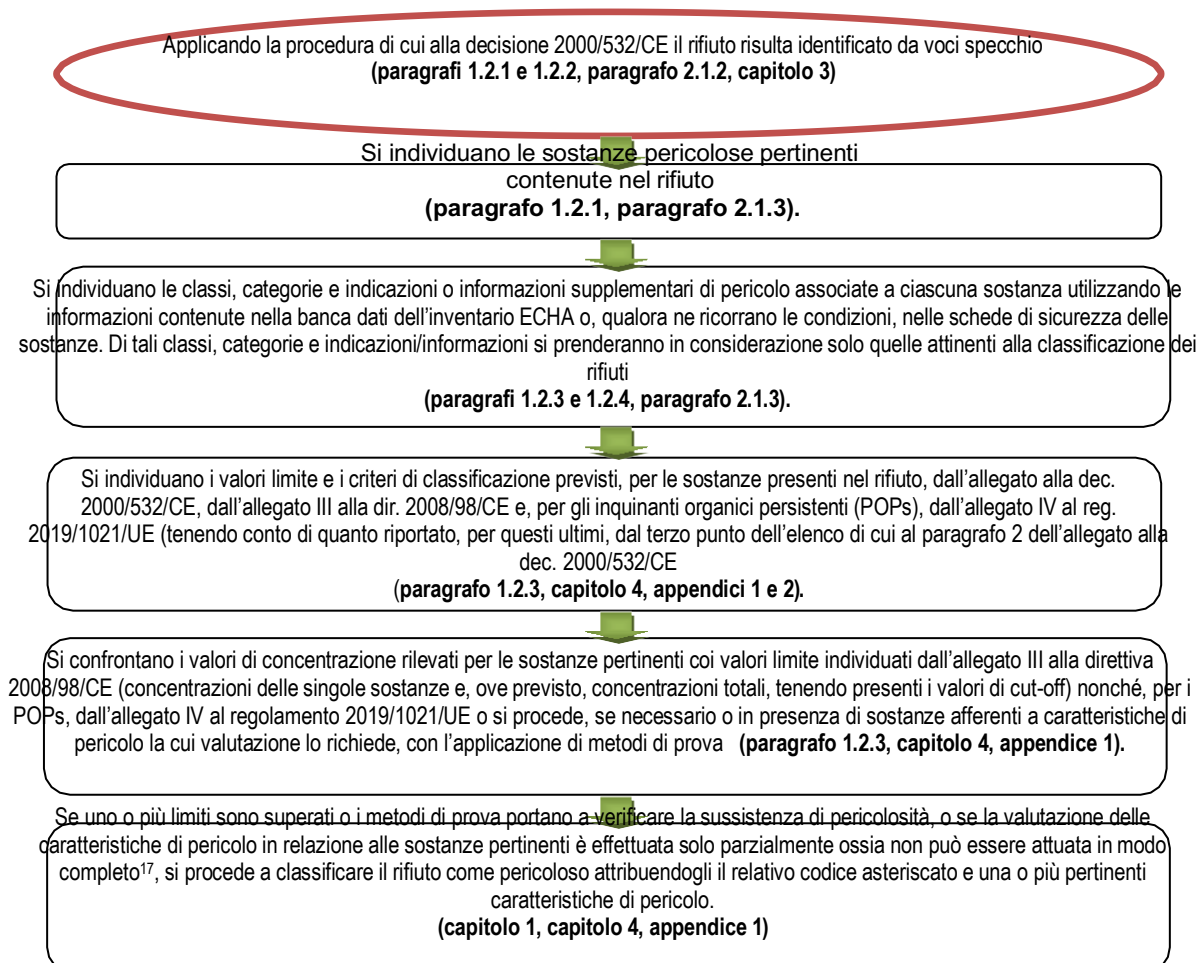 Applicando la procedura di cui alla decisione 2000/532/CE il rifiuto risulta identificato da voci specchio
(paragrafi 1.2.1 e 1.2.2, paragrafo 2.1.2, capitolo 3)
Si individuano le sostanze pericolose pertinenti
contenute nel rifiuto
(paragrafo 1.2.1, paragrafo 2.1.3).
Si individuano le classi, categorie e indicazioni o informazioni supplementari di pericolo associate a ciascuna sostanza utilizzando le
informazioni contenute nella banca dati dell'inventario ECHA o, qualora ne ricorrano le condizioni, nelle schede di sicurezza delle
sostanze. Di tali classi, categorie e indicazioni/informazioni si prenderanno in considerazione solo quelle attinenti alla classificazione dei
rifiuti
(paragrafi 1.2.3 e 1.2.4, paragrafo 2.1.3).
Si individuano i valori limite e i criteri di classificazione previsti, per le sostanze presenti nel rifiuto, dall'allegato alla dec.
2000/532/CE, dall'allegato III alla dir. 2008/98/CE e, per gli inquinanti organici persistenti (POPs), dall'allegato IV al reg.
2019/1021/UE (tenendo conto di quanto riportato, per questi ultimi, dal terzo punto dell'elenco di cui al paragrafo 2 dell'allegato alla
dec. 2000/532/CE
(paragrafo 1.2.3, capitolo 4, appendici 1 e 2).
Si confrontano i valori di concentrazione rilevati per le sostanze pertinenti coi valori limite individuati dall'allegato III alla direttiva
2008/98/CE (concentrazioni delle singole sostanze e, ove previsto, concentrazioni totali, tenendo presenti i valori di cut-off) nonché, per i
POPs, dall'allegato IV al regolamento 2019/1021/UE o si procede, se necessario o in presenza di sostanze afferenti a caratteristiche di
pericolo la cui valutazione lo richiede, con l'applicazione di metodi di prova (paragrafo 1.2.3, capitolo 4, appendice 1).
Se uno o più limiti sono superati o i metodi di prova portano a verificare la sussistenza di pericolosità, o se la valutazione delle
caratteristiche di pericolo in relazione alle sostanze pertinenti è effettuata solo parzialmente ossia non può essere attuata in modo
completo17, si procede a classificare il rifiuto come pericoloso attribuendogli il relativo codice asteriscato e una o più pertinenti
caratteristiche di pericolo.
(capitolo 1, capitolo 4, appendice 1)